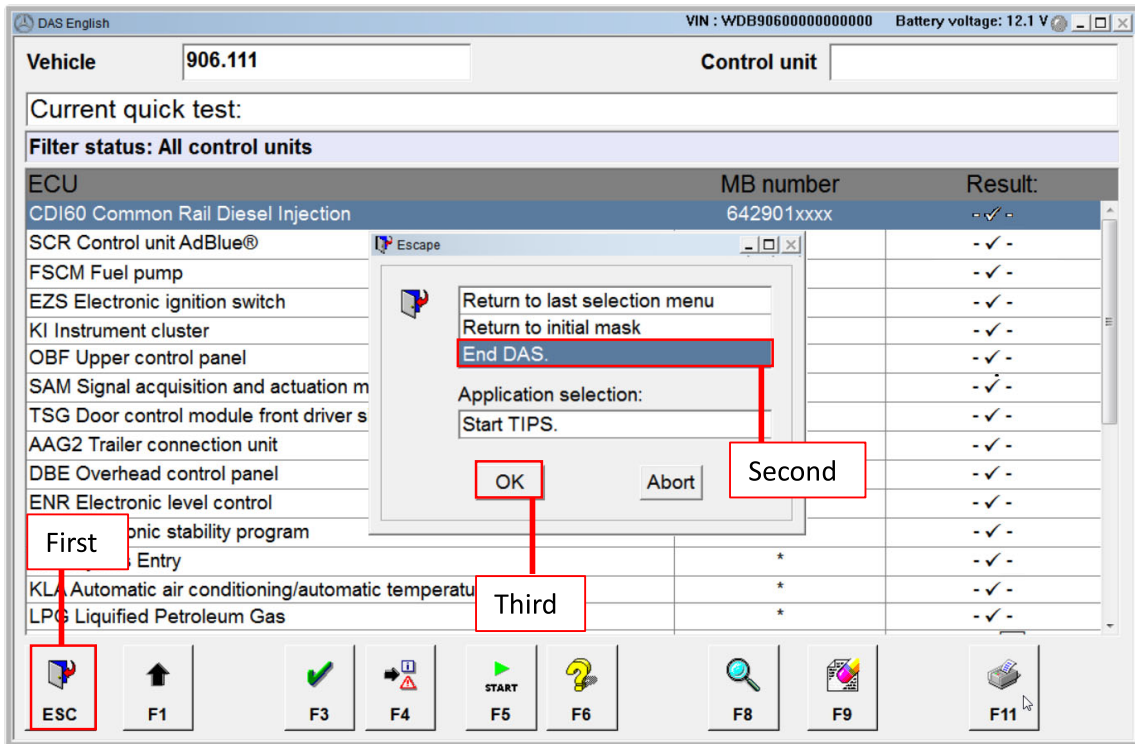 DAS English VIN : WDB90600000000000 Battery voltage: 12.1 V
Vehicle 906.111 Control unit
Current quick test:
Filter status: All control units
ECU MB number Result:
CDI60 Common Rail Diesel Injection 642901xxxx - ✓ -
SCR Control unit AdBlue® - ✓ -
FSCM Fuel pump - ✓ -
EZS Electronic ignition switch - ✓ -
KI Instrument cluster - ✓ -
OBF Upper control panel - ✓ -
SAM Signal acquisition and actuation m - ✓ -
TSG Door control module front driver s - ✓ -
AAG2 Trailer connection unit - ✓ -
DBE Overhead control panel - ✓ -
ENR Electronic level control - ✓ -
onic stability program - ✓ -
Entry * - ✓ -
KLA Automatic air conditioning/automatic temperatu * - ✓ -
LPG Liquified Petroleum Gas * - ✓ -
Escape
Return to last selection menu
Return to initial mask
End DAS.
Application selection:
Start TIPS.
OK Abort
First
Second
Third
START
ESC F1 F3 F4 F5 F6 F8 F9 F11